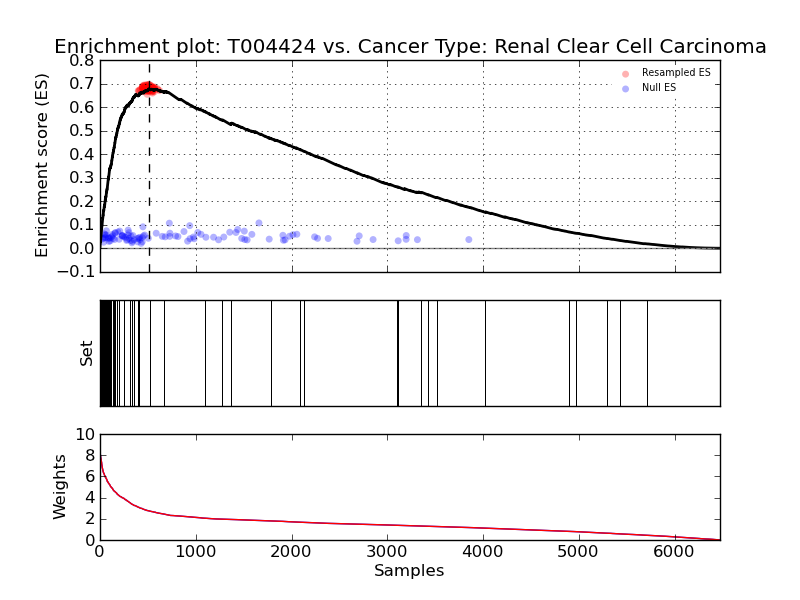 Enrichment plot: T004424 vs. Cancer Type: Renal Clear Cell Carcinoma
Enrichment score (ES)
0.8
0.7
0.6
0.5
0.4
0.3
0.2
0.1
0.0
−0.1
Resampled ES
Null ES
Set
Weights
10
8
6
4
2
0
0 1000 2000 3000 4000 5000 6000
Samples